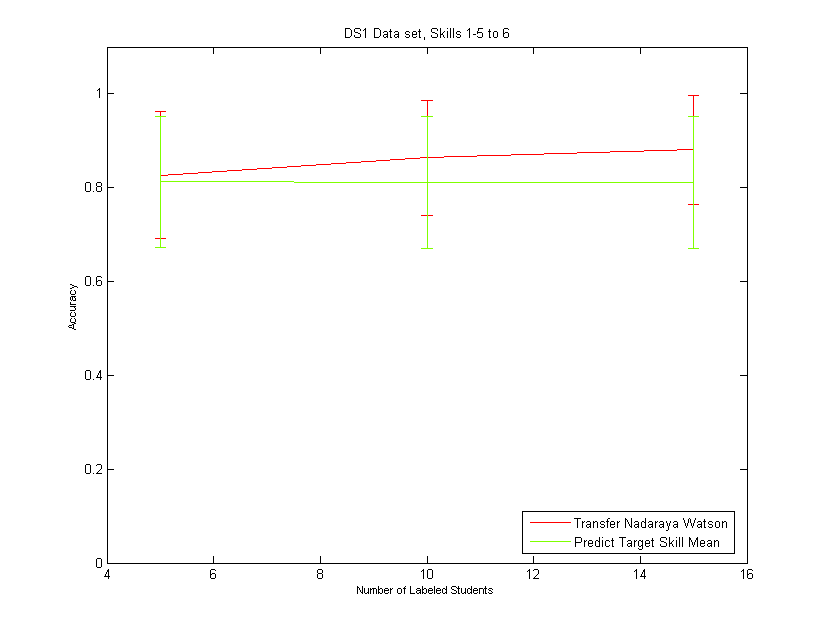 DS1 Data set, Skills 1-5 to 6
Accuracy
1
0.8
0.6
0.4
0.2
0
4
6
8
10
12
14
16
Number of Labeled Students
Transfer Nadaraya Watson
Predict Target Skill Mean